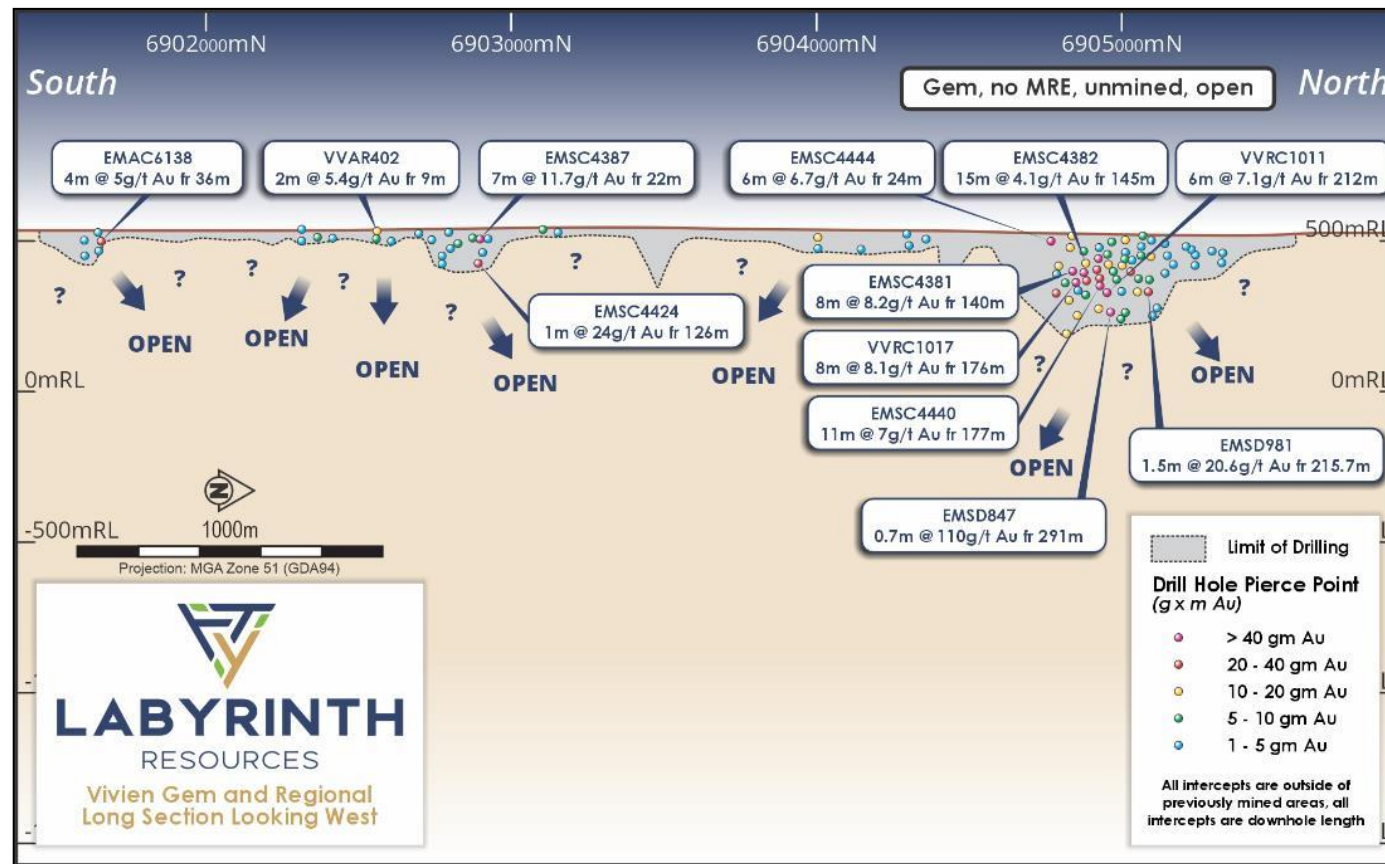 6902000mN
6903000mN
6904000mN
6905000mN
South
Gem, no MRE, unmined, open
North
EMAC6138
4m @ 5g/t Au fr 36m
VVAR402
2m @ 5.4g/t Au fr 9m
EMSC4387
7m @ 11.7g/t Au fr 22m
EMSC4444
6m @ 6.7g/t Au fr 24m
EMSC4382
15m @ 4.1g/t Au fr 145m
VVRC1011
6m @ 7.1g/t Au fr 212m
500mRL
?
?
?
?
?
?
?
?
?
?
EMSC4381
8m @ 8.2g/t Au fr 140m
EMSC4424
1m @ 24g/t Au fr 126m
VVRC1017
8m @ 8.1g/t Au fr 176m
OPEN
OPEN
OPEN
OPEN
OPEN
OPEN
0mRL
0mRL
EMSC4440
11m @ 7g/t Au fr 177m
OPEN
EMSD981
1.5m @ 20.6g/t Au fr 215.7m
EMSD847
0.7m @ 110g/t Au fr 291m
N
-500mRL
1000m
Projection: MGA Zone 51 (GDA94)
LABYRINTH
RESOURCES
Vivien Gem and Regional
Long Section Looking West
Limit of Drilling
Drill Hole Pierce Point
(g x m Au)
> 40 gm Au
20 - 40 gm Au
10 - 20 gm Au
5 - 10 gm Au
1 - 5 gm Au
All intercepts are outside of
previously mined areas, all
intercepts are downhole length